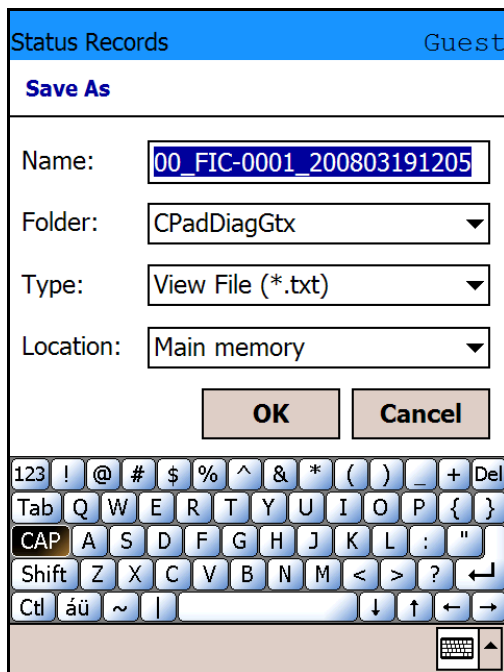 Status Records Guest
Save As
Name: 00_FIC-0001_200803191205
Folder: CPadDiagGtx
Type: View File (*.txt)
Location: Main memory
OK Cancel
123 ! @ # $ % ^ & * ( ) _ + Del
Tab Q W E R T Y U I O P { }
CAP A S D F G H J K L : "
Shift Z X C V B N M < > ? ↵
Ctl áü ~ | ↓ ↑ ← →